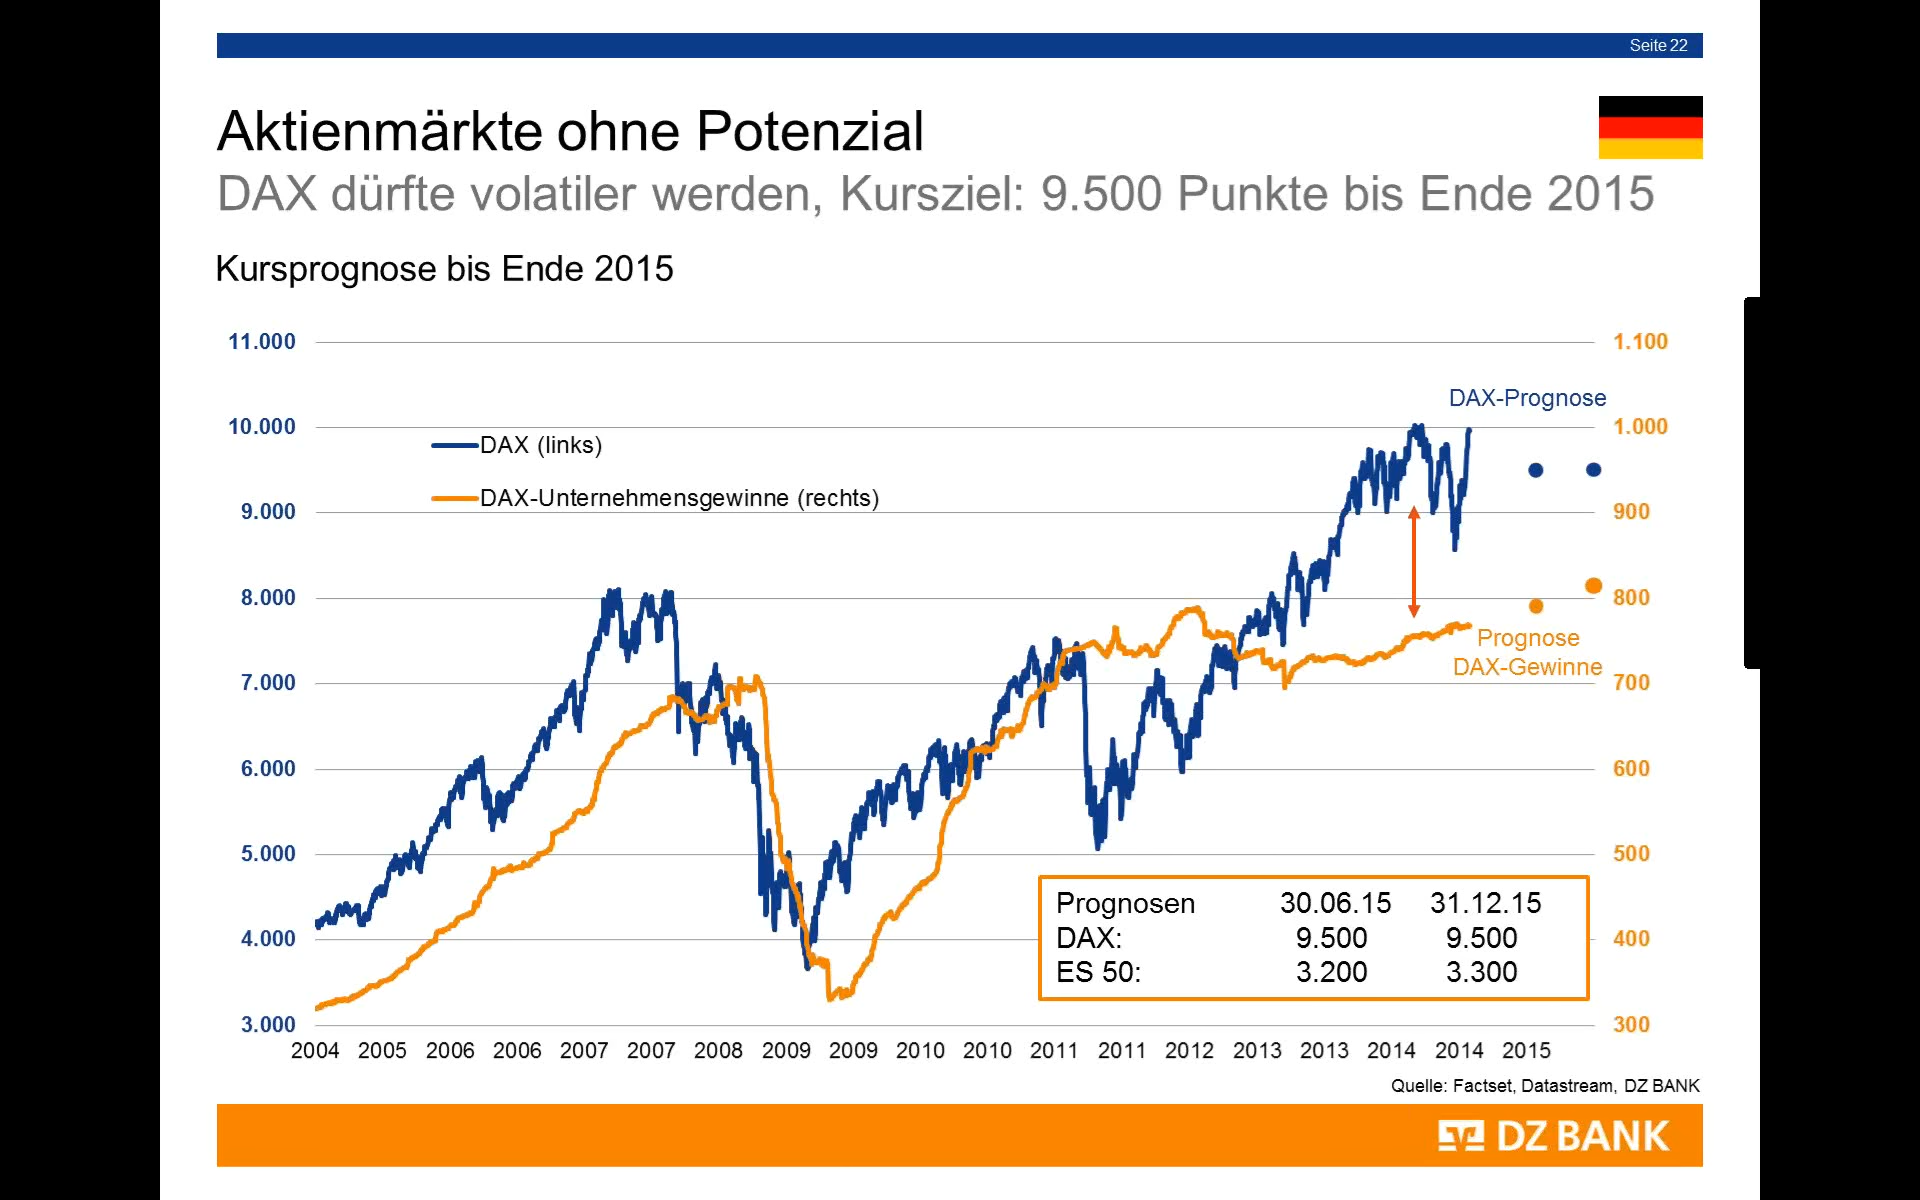 Seite 22
Aktienmärkte ohne Potenzial
DAX dürfte volatiler werden, Kursziel: 9.500 Punkte bis Ende 2015
Kursprognose bis Ende 2015
11.000
10.000
9.000
8.000
7.000
6.000
5.000
4.000
3.000
DAX (links)
DAX-Unternehmensgewinne (rechts)
DAX-Prognose
Prognose
DAX-Gewinne
1.100
1.000
900
800
700
600
500
400
300
Prognosen 30.06.15 31.12.15
DAX: 9.500 9.500
ES 50: 3.200 3.300
2004 2005 2006 2006 2007 2007 2008 2009 2009 2010 2010 2011 2011 2012 2013 2013 2014 2014 2015
Quelle: Factset, Datastream, DZ BANK
DZ BANK